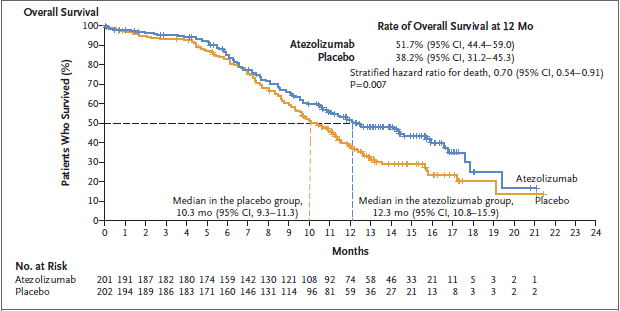 Overall Survival
Rate of Overall Survival at 12 Mo
Atezolizumab 51.7% (95% CI, 44.4–59.0)
Placebo 38.2% (95% CI, 31.2–45.3)
Stratified hazard ratio for death, 0.70 (95% CI, 0.54–0.91)
P=0.007
Patients Who Survived (%)
100
90
80
70
60
50
40
30
20
10
0
Atezolizumab
Placebo
Median in the placebo group,
10.3 mo (95% CI, 9.3–11.3)
Median in the atezolizumab group,
12.3 mo (95% CI, 10.8–15.9)
0 1 2 3 4 5 6 7 8 9 10 11 12 13 14 15 16 17 18 19 20 21 22 23 24
Months
No. at Risk
Atezolizumab 201 191 187 182 180 174 159 142 130 121 108 92 74 58 46 33 21 11 5 3 2 1
Placebo 202 194 189 186 183 171 160 146 131 114 96 81 59 36 27 21 13 8 3 3 2 2